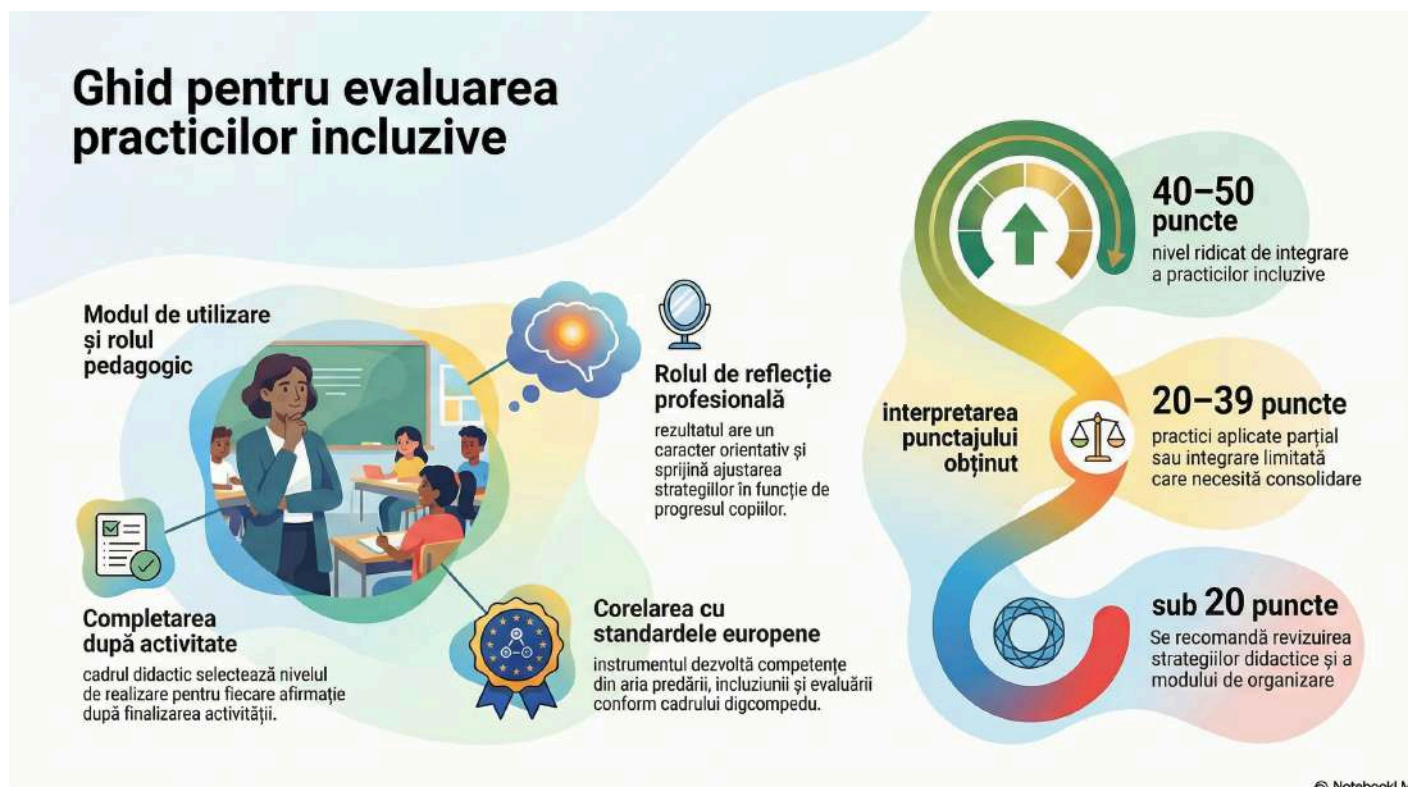 Ghid pentru evaluarea
practicilor incluzive
Modul de utilizare
și rolul
pedagogic
Rolul de reflecție
profesională
rezultatul are un
caracter orientativ și
sprijină ajustarea
strategiilor în funcție de
progresul copiilor.
Completarea
după activitate
cadrul didactic selectează nivelul
de realizare pentru fiecare afirmație
după finalizarea activității.
Corelarea cu
standardele europene
instrumentul dezvoltă competențe
din aria predării, incluziunii și evaluării
conform cadrului digcompedu.
interpretarea
punctajului
obținut
40–50
puncte
nivel ridicat de integrare
a practicilor incluzive
20–39 puncte
practici aplicate parțial
sau integrare limitată
care necesită consolidare
sub 20 puncte
Se recomandă revizuirea
strategiilor didactice și a
modului de organizare